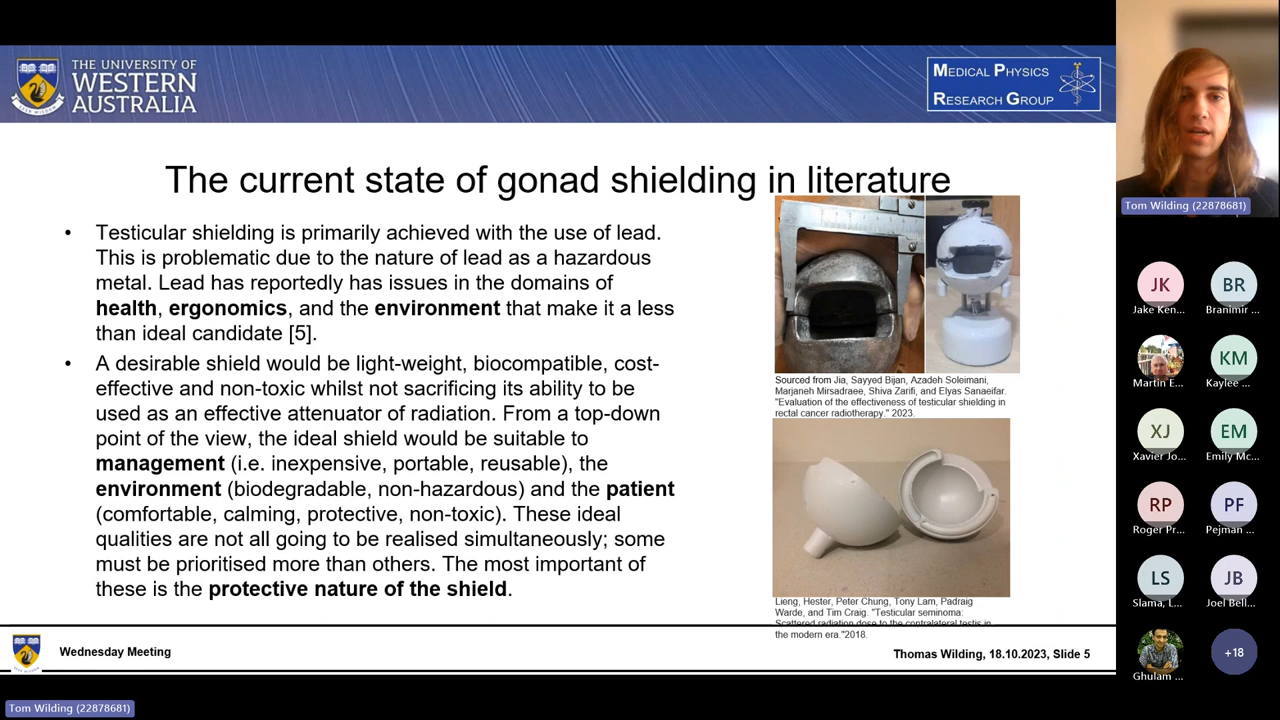 THE UNIVERSITY OF
WESTERN
AUSTRALIA
MEDICAL PHYSICS
RESEARCH GROUP
The current state of gonad shielding in literature
• Testicular shielding is primarily achieved with the use of lead.
This is problematic due to the nature of lead as a hazardous
metal. Lead has reportedly has issues in the domains of
health, ergonomics, and the environment that make it a less
than ideal candidate [5].
• A desirable shield would be light-weight, biocompatible, cost-
effective and non-toxic whilst not sacrificing its ability to be
used as an effective attenuator of radiation. From a top-down
point of the view, the ideal shield would be suitable to
management (i.e. inexpensive, portable, reusable), the
environment (biodegradable, non-hazardous) and the patient
(comfortable, calming, protective, non-toxic). These ideal
qualities are not all going to be realised simultaneously; some
must be prioritised more than others. The most important of
these is the protective nature of the shield.
Sourced from Jia, Sayyed Bijan, Azadeh Soleimani,
Marjaneh Mirsadraee, Shiva Zarifi, and Elyas Sanaeifar.
"Evaluation of the effectiveness of testicular shielding in
rectal cancer radiotherapy." 2023.
Lieng, Hester, Peter Chung, Tony Lam, Padraig
Warde, and Tim Craig. "Testicular seminoma:
Scattered radiation dose to the contralateral testis in
the modern era."2018.
Wednesday Meeting
Thomas Wilding, 18.10.2023, Slide 5
Tom Wilding (22878681)
Tom Wilding (22878681)
JK
BR
Jake Ken...
Branimir ...
KM
Martin E...
Kaylee ...
XJ
EM
Xavier Jo...
Emily Mc...
RP
PF
Roger Pr...
Pejman ...
LS
JB
Slama, L...
Joel Bell...
+18
Ghulam ...